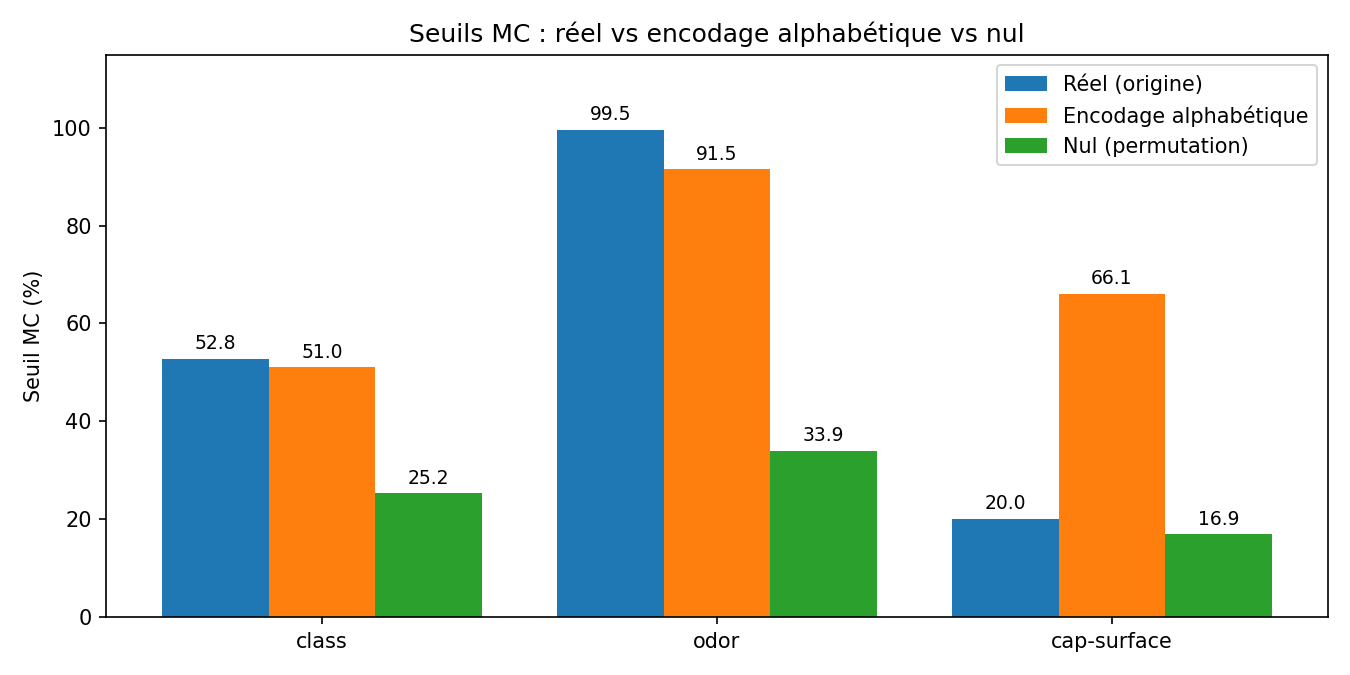 Seuils MC : réel vs encodage alphabétique vs nul
Réel (origine)
Encodage alphabétique
Nul (permutation)
Seuil MC (%)
100
80
60
40
20
0
52.8
51.0
25.2
99.5
91.5
33.9
20.0
66.1
16.9
class
odor
cap-surface